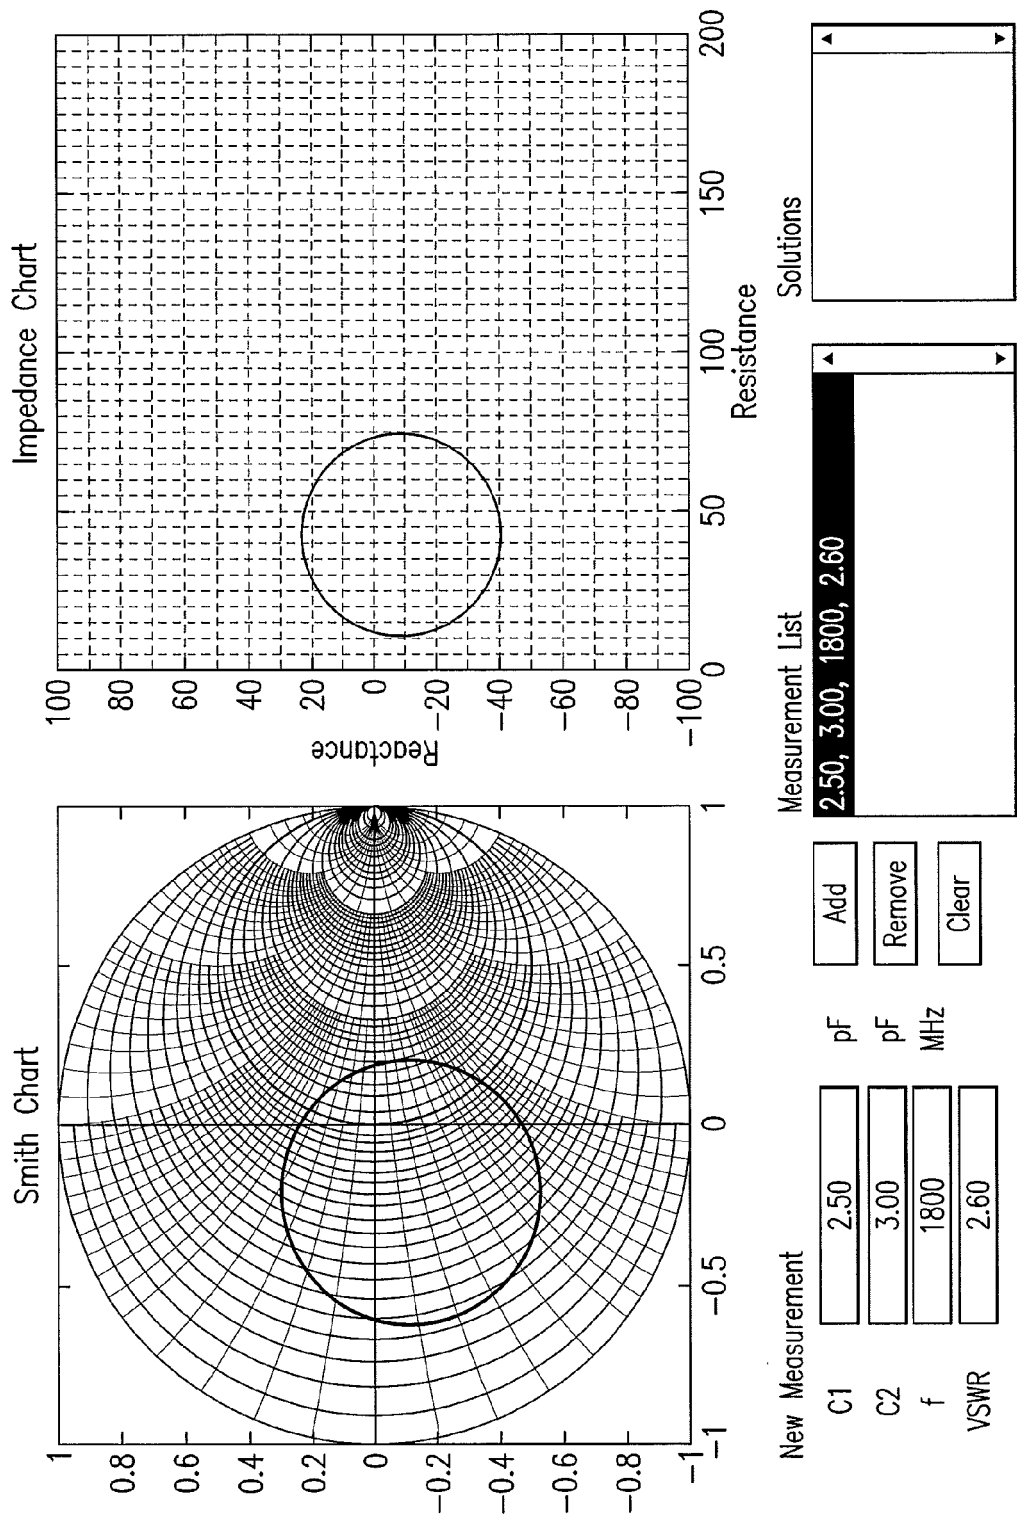 Smith Chart
1
0.8
0.6
0.4
0.2
0
-0.2
-0.4
-0.6
-0.8
-1
-1
-0.5
0
0.5
1
Impedance Chart
Reactance
100
80
60
40
20
0
-20
-40
-60
-80
-100
0
50
100
150
200
Resistance
New Measurement
C1 2.50 pF
C2 3.00 pF
f 1800 MHz
VSWR 2.60
Add
Remove
Clear
Measurement List
2.50, 3.00, 1800, 2.60
Solutions